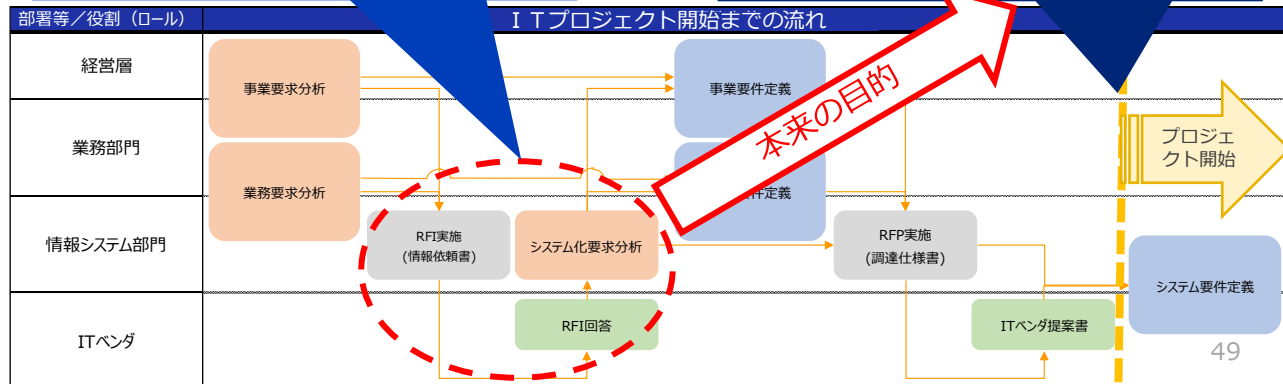 部署等/役割(ロール)
ITプロジェクト開始までの流れ
経営層
業務部門
情報システム部門
ITベンダ
事業要求分析
業務要求分析
RFI実施
(情報依頼書)
システム化要求分析
RFI回答
事業要件定義
件定義
本来の目的
RFP実施
(調達仕様書)
ITベンダ提案書
プロジェ
クト開始
システム要件定義
49